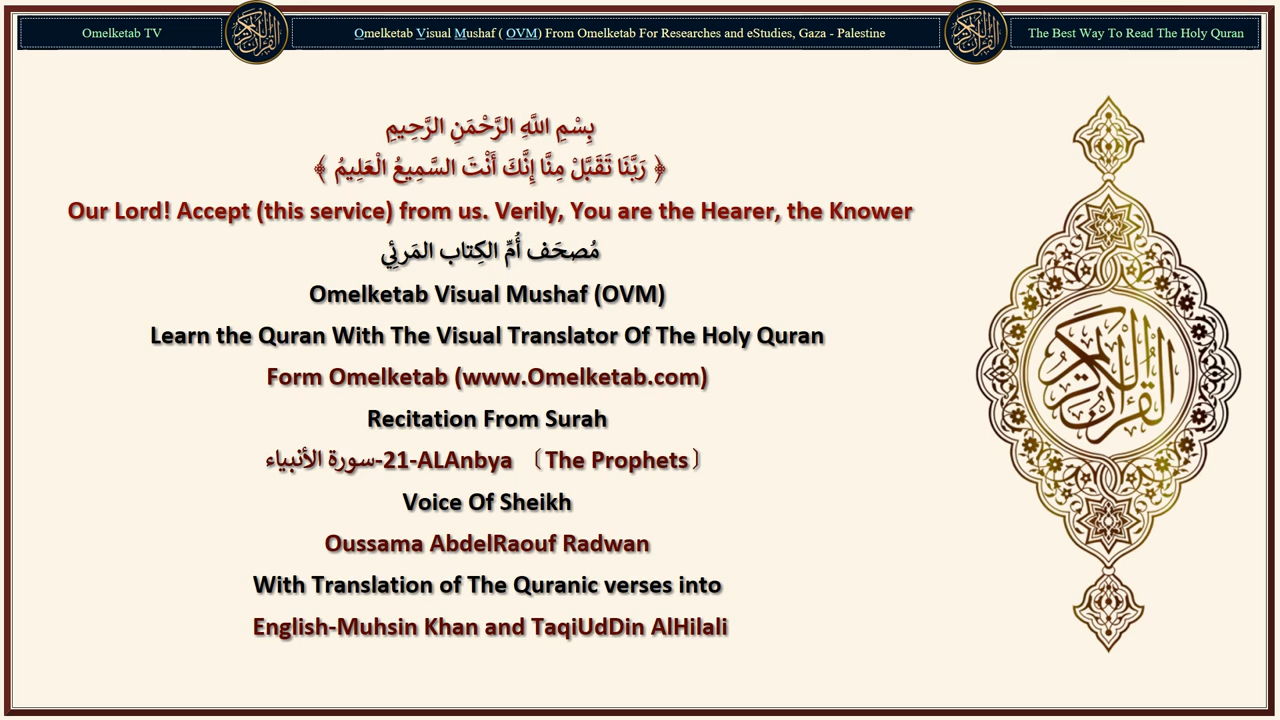 Omelketab TV
Omelketab Visual Mushaf ( OVM) From Omelketab For Researches and eStudies, Gaza - Palestine
The Best Way To Read The Holy Quran
بِسْمِ اللَّهِ الرَّحْمَنِ الرَّحِيمِ
﴿ رَبَّنَا تَقَبَّلْ مِنَّا إِنَّكَ أَنْتَ السَّمِيعُ الْعَلِيمُ ﴾
Our Lord! Accept (this service) from us. Verily, You are the Hearer, the Knower
مُصحَف أُمِّ الكِتاب المَرئِي
Omelketab Visual Mushaf (OVM)
Learn the Quran With The Visual Translator Of The Holy Quran
Form Omelketab (www.Omelketab.com)
Recitation From Surah
سورة الأنبياء-21-ALAnbya 〔The Prophets〕
Voice Of Sheikh
Oussama AbdelRaouf Radwan
With Translation of The Quranic verses into
English-Muhsin Khan and TaqiUdDin AlHilali
القرآن الكريم